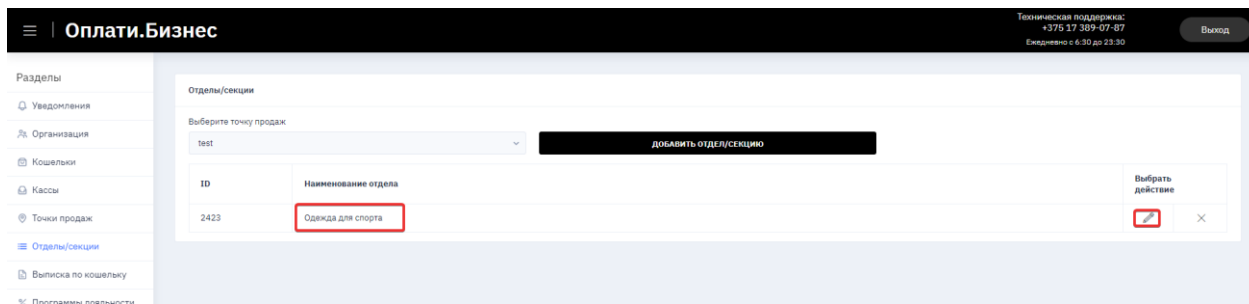 Техническая поддержка:
+375 17 389-07-87
Ежедневно с 6:30 до 23:30
Оплати.Бизнес
Выход
Разделы
Уведомления
Организация
Кошельки
Кассы
Точки продаж
Отделы/секции
Выписка по кошельку
Программы лояльности
Отделы/секции
Выберите точку продаж
test
ДОБАВИТЬ ОТДЕЛ/СЕКЦИЮ
ID
Наименование отдела
Выбрать
действие
2423
Одежда для спорта